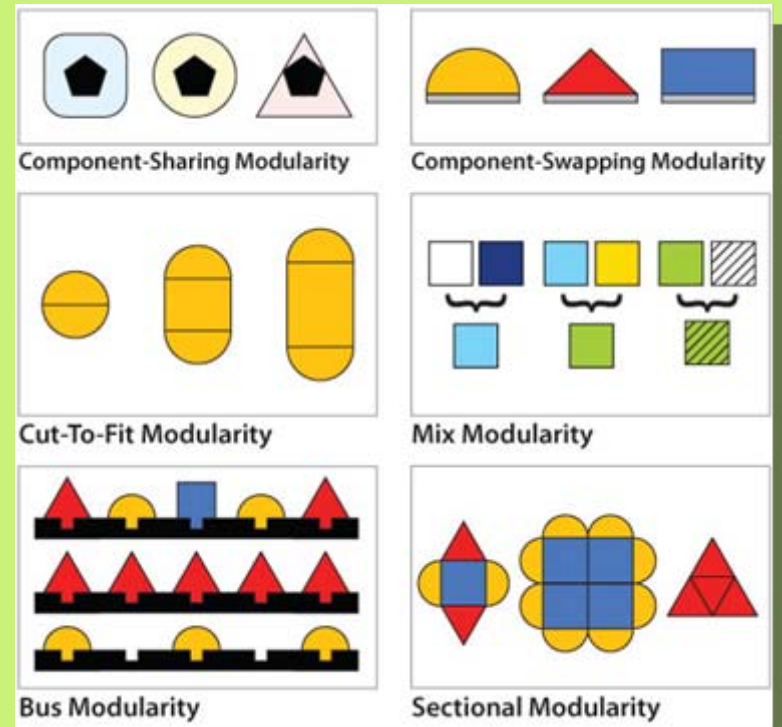 Component-Sharing Modularity
Component-Swapping Modularity
Cut-To-Fit Modularity
Mix Modularity
Bus Modularity
Sectional Modularity